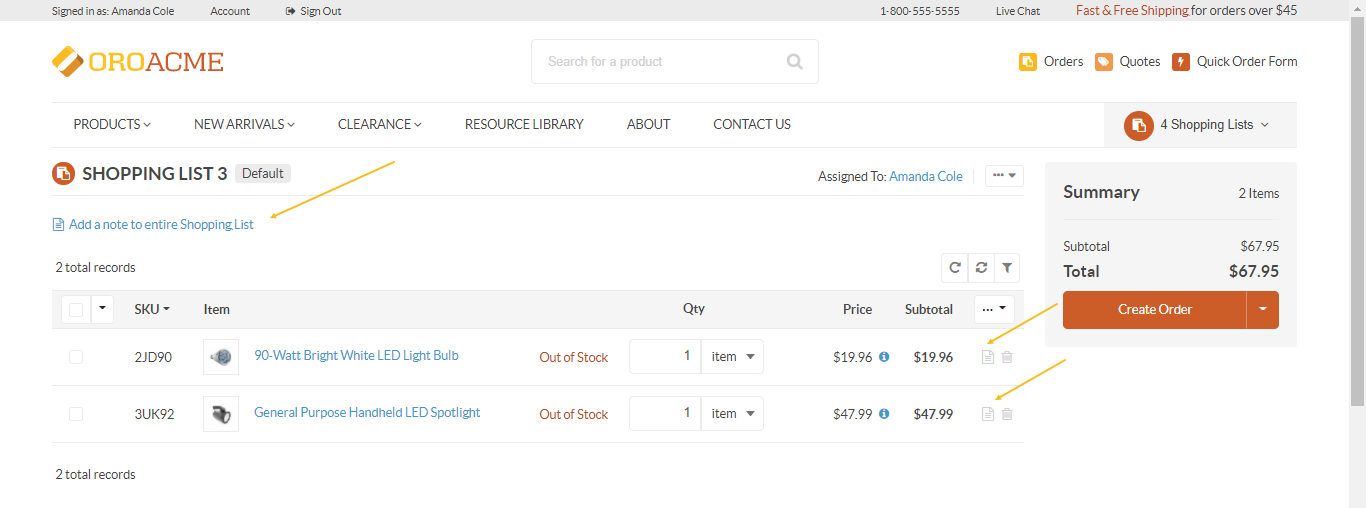 Signed in as: Amanda Cole Account Sign Out 1-800-555-5555 Live Chat Fast & Free Shipping for orders over $45
OROACME Search for a product Orders Quotes Quick Order Form
PRODUCTS NEW ARRIVALS CLEARANCE RESOURCE LIBRARY ABOUT CONTACT US 4 Shopping Lists
SHOPPING LIST 3 Default Assigned To: Amanda Cole ...
Add a note to entire Shopping List
2 total records
SKU Item Qty Price Subtotal ...
2JD90 90-Watt Bright White LED Light Bulb Out of Stock 1 item $19.96 $19.96
3UK92 General Purpose Handheld LED Spotlight Out of Stock 1 item $47.99 $47.99
2 total records
Summary 2 Items
Subtotal $67.95
Total $67.95
Create Order